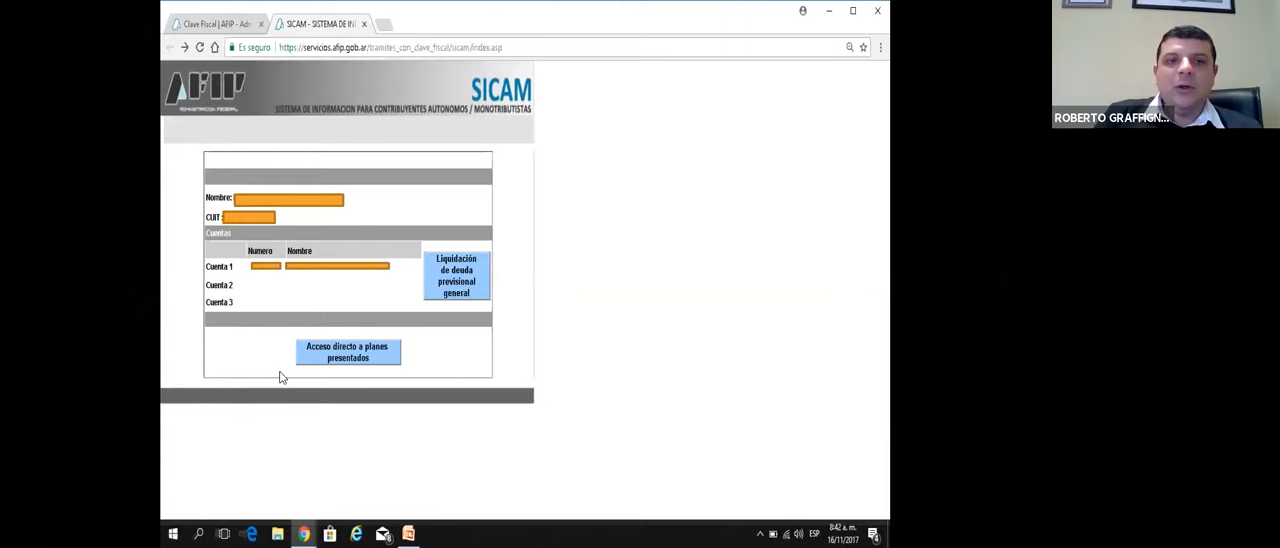 Clave Fiscal | AFIP - Adm
SICAM - SISTEMA DE IN
Es seguro
https://servicios.afip.gob.ar/tramites_con_clave_fiscal/sicam/index.asp
AFIP
ADMINISTRACION FEDERAL
SICAM
SISTEMA DE INFORMACION PARA CONTRIBUYENTES AUTONOMOS / MONOTRIBUTISTAS
Nombre:
CUIT :
Cuentas
Numero Nombre
Cuenta 1
Cuenta 2
Cuenta 3
Liquidación
de deuda
previsional
general
Acceso directo a planes
presentados
ROBERTO GRAFFIGN...
ESP
8:42 a. m.
16/11/2017